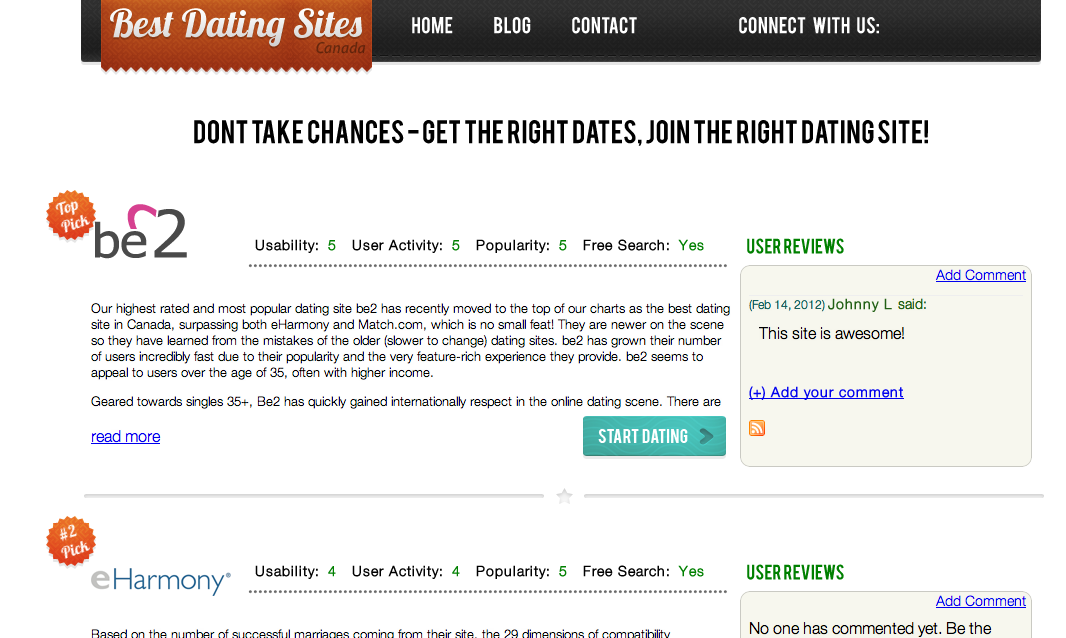 Best Dating Sites
Canada
HOME BLOG CONTACT CONNECT WITH US:
DONT TAKE CHANCES – GET THE RIGHT DATES, JOIN THE RIGHT DATING SITE!
Top
Pick
be2
Usability: 5 User Activity: 5 Popularity: 5 Free Search: Yes
Our highest rated and most popular dating site be2 has recently moved to the top of our charts as the best dating
site in Canada, surpassing both eHarmony and Match.com, which is no small feat! They are newer on the scene
so they have learned from the mistakes of the older (slower to change) dating sites. be2 has grown their number
of users incredibly fast due to their popularity and the very feature-rich experience they provide. be2 seems to
appeal to users over the age of 35, often with higher income.
Geared towards singles 35+, Be2 has quickly gained internationally respect in the online dating scene. There are
read more
START DATING
USER REVIEWS
Add Comment
(Feb 14, 2012) Johnny L said:
This site is awesome!
(+) Add your comment
#2
Pick
eHarmony®
Usability: 4 User Activity: 4 Popularity: 5 Free Search: Yes
Based on the number of successful marriages coming from their site, the 29 dimensions of compatibility
USER REVIEWS
Add Comment
No one has commented yet. Be the